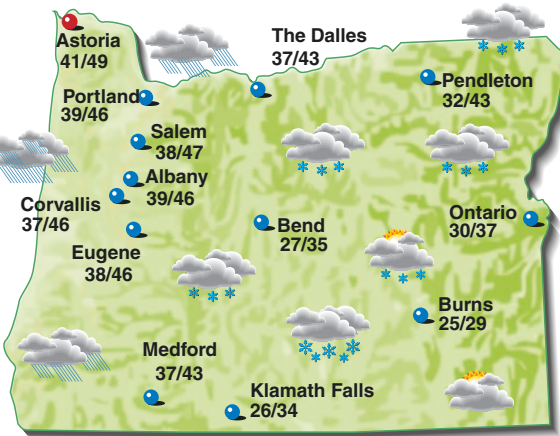 The Dalles
37/43
Astoria
41/49
Pendleton
32/43
Portland
39/46
Salem
38/47
Albany
39/46
Corvallis
37/46
Ontario
30/37
Bend
27/35
Eugene
38/46
Burns
25/29
Medford
37/43
Klamath Falls
26/34